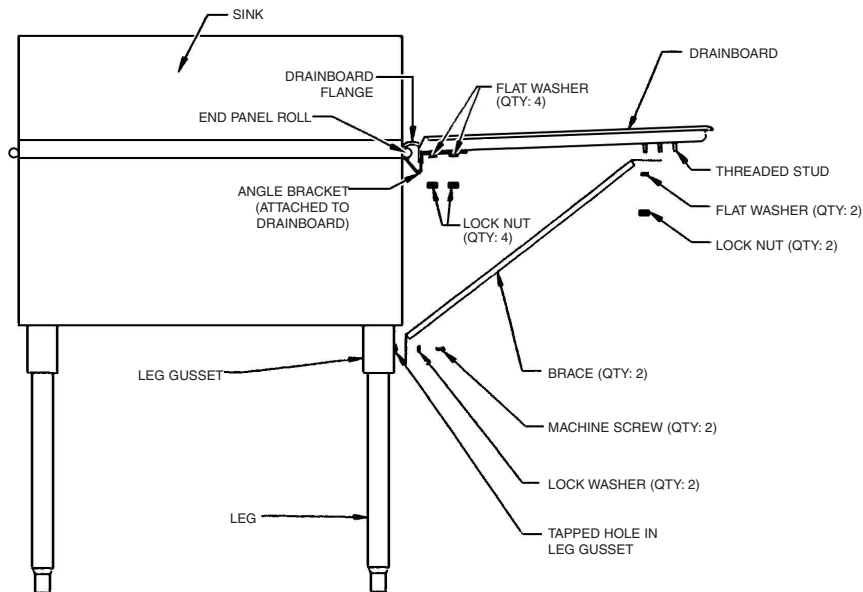 SINK
DRAINBOARD
FLANGE
FLAT WASHER
(QTY: 4)
DRAINBOARD
END PANEL ROLL
ANGLE BRACKET
(ATTACHED TO
DRAINBOARD)
LOCK NUT
(QTY: 4)
THREADED STUD
FLAT WASHER (QTY: 2)
LOCK NUT (QTY: 2)
LEG GUSSET
BRACE (QTY: 2)
MACHINE SCREW (QTY: 2)
LOCK WASHER (QTY: 2)
LEG
TAPPED HOLE IN
LEG GUSSET